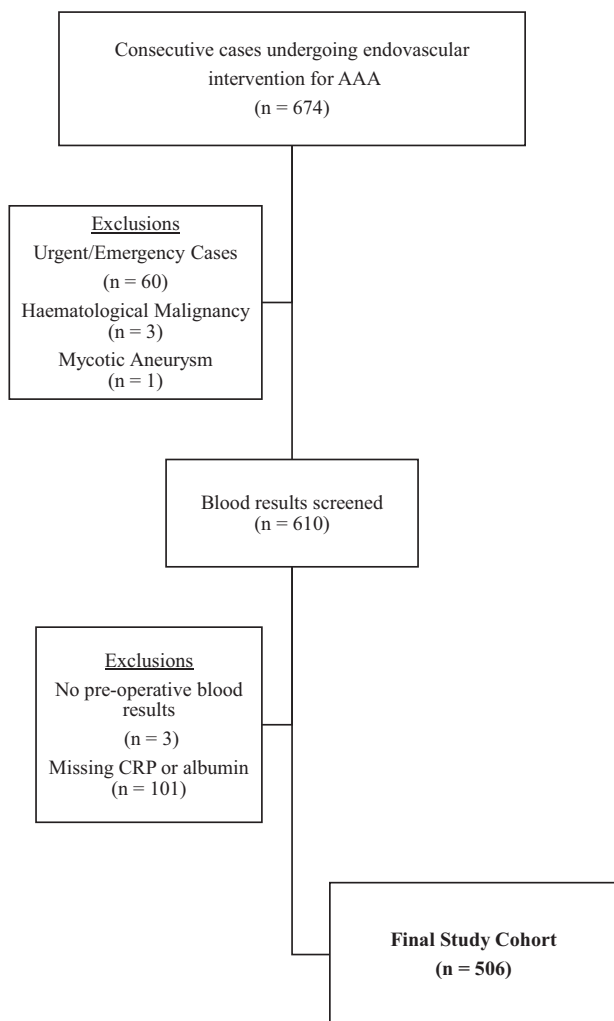 Consecutive cases undergoing endovascular
intervention for AAA
(n = 674)
Exclusions
Urgent/Emergency Cases
(n = 60)
Haematological Malignancy
(n = 3)
Mycotic Aneurysm
(n = 1)
Blood results screened
(n = 610)
Exclusions
No pre-operative blood
results
(n = 3)
Missing CRP or albumin
(n = 101)
Final Study Cohort
(n = 506)